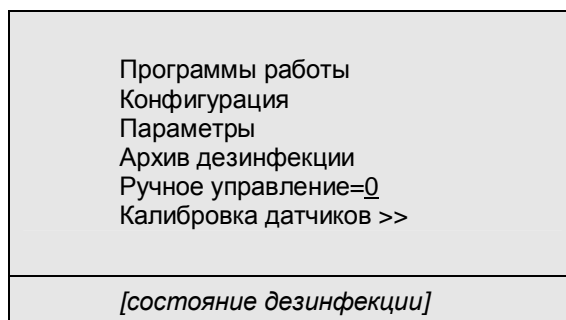 Программы работы
Конфигурация
Параметры
Архив дезинфекции
Ручное управление=0
Калибровка датчиков >>
[состояние дезинфекции]